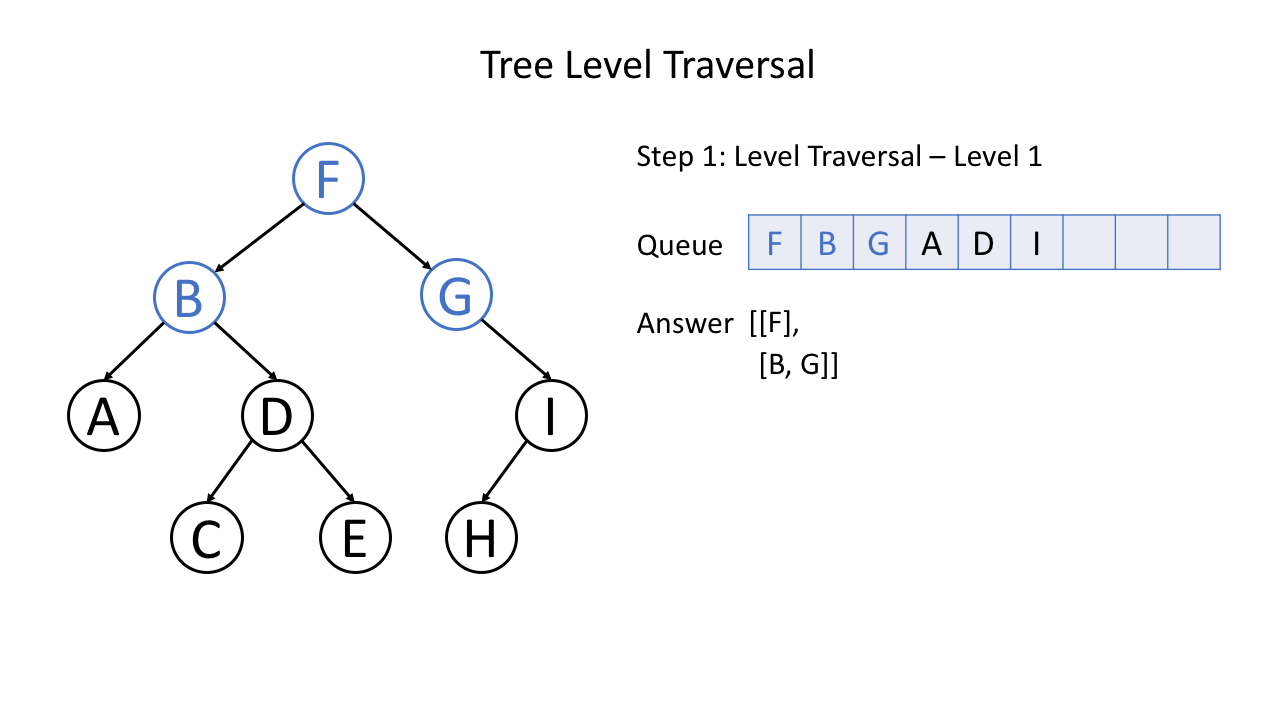 Tree Level Traversal
F
B
G
A
D
I
C
E
H
Step 1: Level Traversal – Level 1
Queue F B G A D I
Answer [[F],
[B, G]]